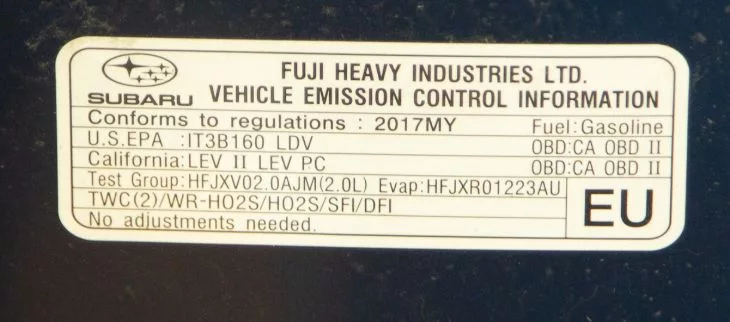 FUJI HEAVY INDUSTRIES LTD.
SUBARU VEHICLE EMISSION CONTROL INFORMATION
Conforms to regulations : 2017MY Fuel:Gasoline
U.S.EPA :IT3B160 LDV OBD:CA OBD II
California:LEV II LEV PC OBD:CA OBD II
Test Group:HFJXV02.0AJM(2.0L) Evap:HFJXR01223AU
TWC(2)/WR-HO2S/HO2S/SFI/DFI
EU
No adjustments needed.